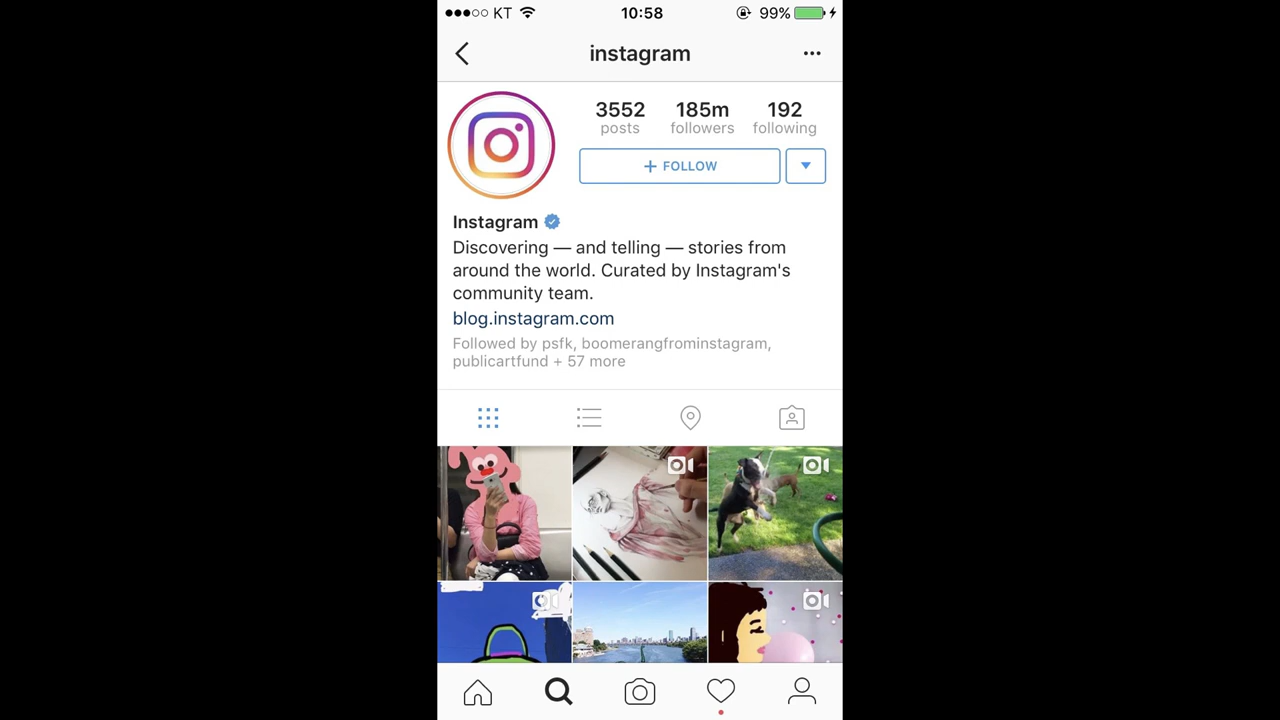 KT 10:58 99%
instagram
3552 185m 192
posts followers following
+ FOLLOW
Instagram
Discovering — and telling — stories from
around the world. Curated by Instagram's
community team.
blog.instagram.com
Followed by psfk, boomerangfrominstagram,
publicartfund + 57 more